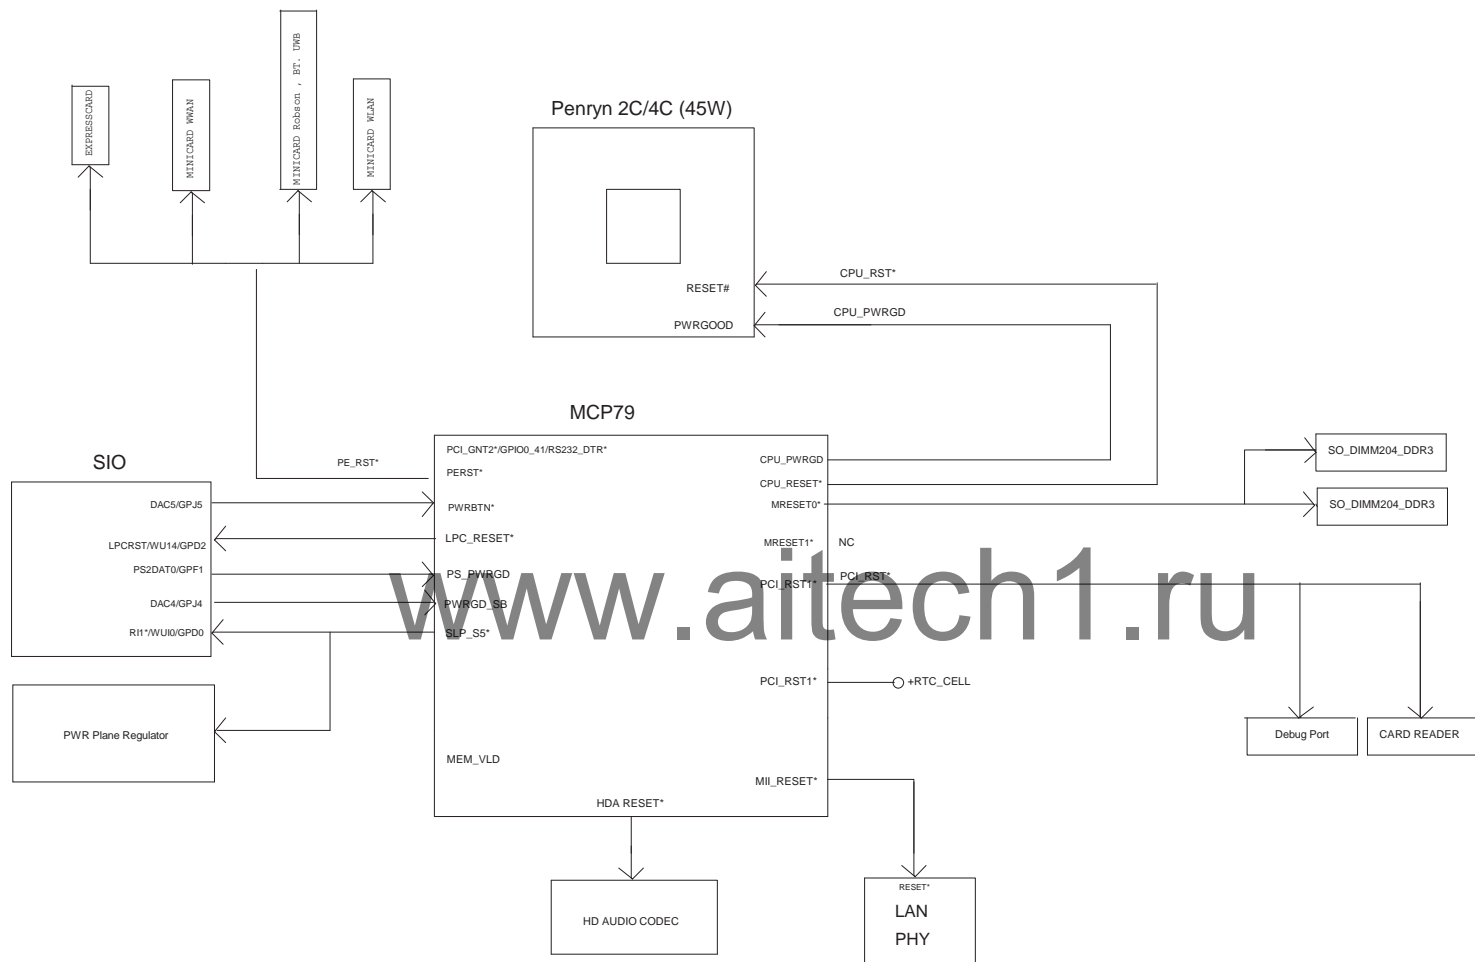 EXPRESSCARD
MINICARD WWAN
MINICARD Robson , BT. UWB
MINICARD WLAN
Penryn 2C/4C (45W)
RESET#
PWRGOOD
CPU_RST*
CPU_PWRGD
MCP79
SIO
PE_RST*
PCI_GNT2*/GPIO0_41/RS232_DTR*
PERST*
PWRBTN*
LPC_RESET*
PS_PWRGD
PWRGD_SB
SLP_S5*
MEM_VLD
HDA RESET*
CPU_PWRGD
CPU_RESET*
MRESET0*
MRESET1*
NC
PCI_RST1*
PCI_RST*
PCI_RST1*
+RTC_CELL
MII_RESET*
DAC5/GPJ5
LPCRST/WU14/GPD2
PS2DAT0/GPF1
DAC4/GPJ4
RI1*/WUI0/GPD0
PWR Plane Regulator
SO_DIMM204_DDR3
SO_DIMM204_DDR3
Debug Port
CARD READER
HD AUDIO CODEC
RESET*
LAN
PHY
www.aitech1.ru